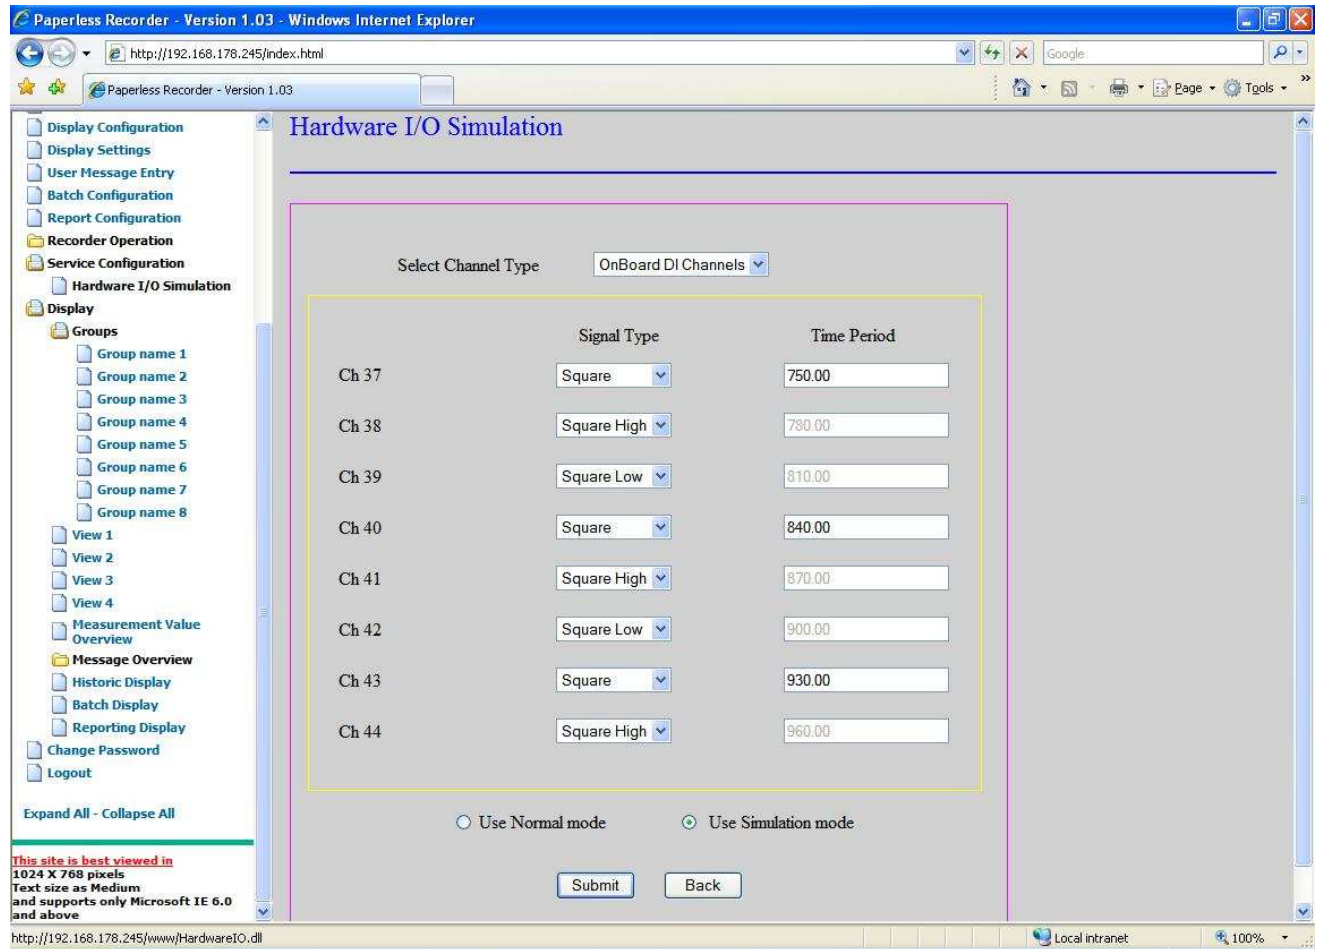 Paperless Recorder - Version 1.03 - Windows Internet Explorer
http://192.168.178.245/index.html
Google
Paperless Recorder - Version 1.03
Page
Tools
Display Configuration
Display Settings
User Message Entry
Batch Configuration
Report Configuration
Recorder Operation
Service Configuration
Hardware I/O Simulation
Display
Groups
Group name 1
Group name 2
Group name 3
Group name 4
Group name 5
Group name 6
Group name 7
Group name 8
View 1
View 2
View 3
View 4
Measurement Value
Overview
Message Overview
Historic Display
Batch Display
Reporting Display
Change Password
Logout
Expand All - Collapse All
This site is best viewed in
1024 X 768 pixels
Text size as Medium
and supports only Microsoft IE 6.0
and above
Hardware I/O Simulation
Select Channel Type OnBoard DI Channels
Signal Type Time Period
Ch 37 Square 750.00
Ch 38 Square High 780.00
Ch 39 Square Low 810.00
Ch 40 Square 840.00
Ch 41 Square High 870.00
Ch 42 Square Low 900.00
Ch 43 Square 930.00
Ch 44 Square High 960.00
Use Normal mode Use Simulation mode
Submit Back
http://192.168.178.245/www/HardwareIO.dll
Local intranet
100%